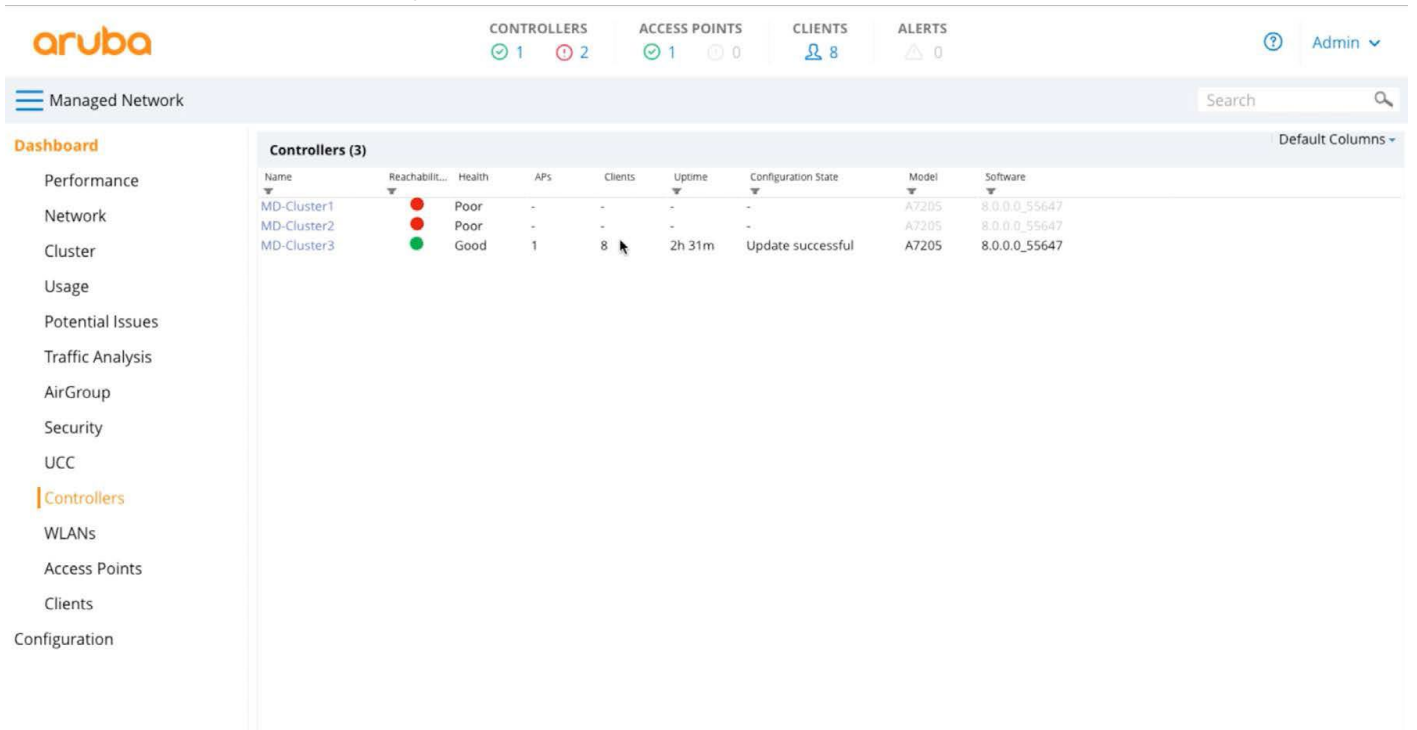 aruba
CONTROLLERS ACCESS POINTS CLIENTS ALERTS
1 2 1 0 8 0
Admin
Managed Network
Search
Default Columns
Dashboard
Performance
Network
Cluster
Usage
Potential Issues
Traffic Analysis
AirGroup
Security
UCC
Controllers
WLANs
Access Points
Clients
Configuration
Controllers (3)
Name Reachabilit... Health APs Clients Uptime Configuration State Model Software
MD-Cluster1 Poor - - - - A7205 8.0.0.0_55647
MD-Cluster2 Poor - - - - A7205 8.0.0.0_55647
MD-Cluster3 Good 1 8 2h 31m Update successful A7205 8.0.0.0_55647